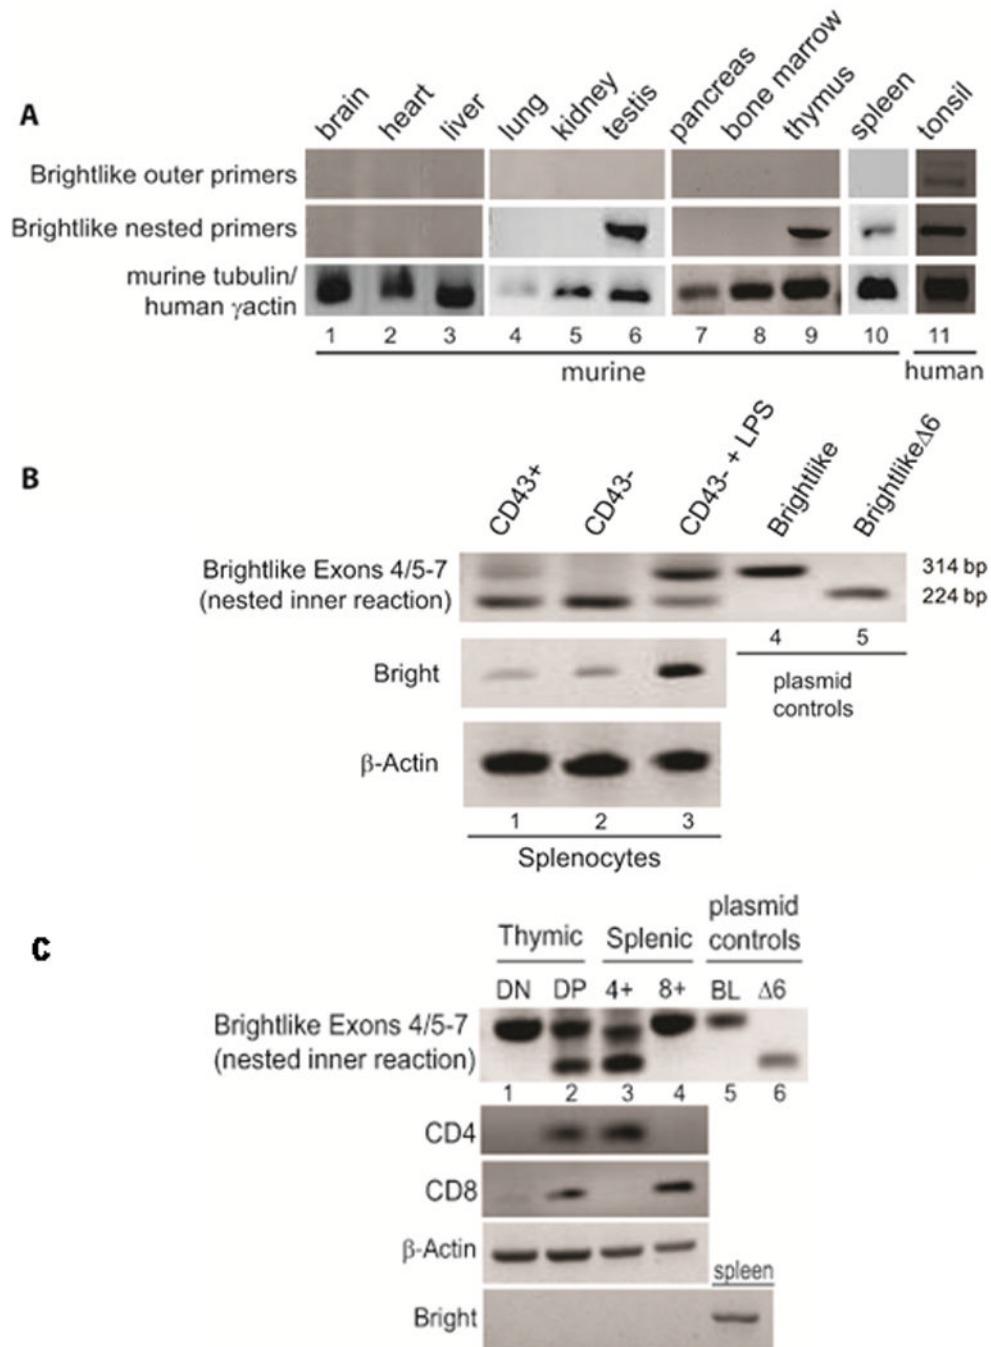 A
brain heart liver lung kidney testis pancreas bone marrow thymus spleen tonsil
Brightlike outer primers
Brightlike nested primers
murine tubulin/
human γactin
1 2 3 4 5 6 7 8 9 10 11
murine human
B
CD43+ CD43- CD43- + LPS Brightlike BrightlikeΔ6
Brightlike Exons 4/5-7 314 bp
(nested inner reaction) 224 bp
4 5
Bright
plasmid
controls
β-Actin
1 2 3
Splenocytes
C
plasmid
Thymic Splenic controls
DN DP 4+ 8+ BL Δ6
Brightlike Exons 4/5-7
(nested inner reaction)
1 2 3 4 5 6
CD4
CD8
β-Actin
spleen
Bright